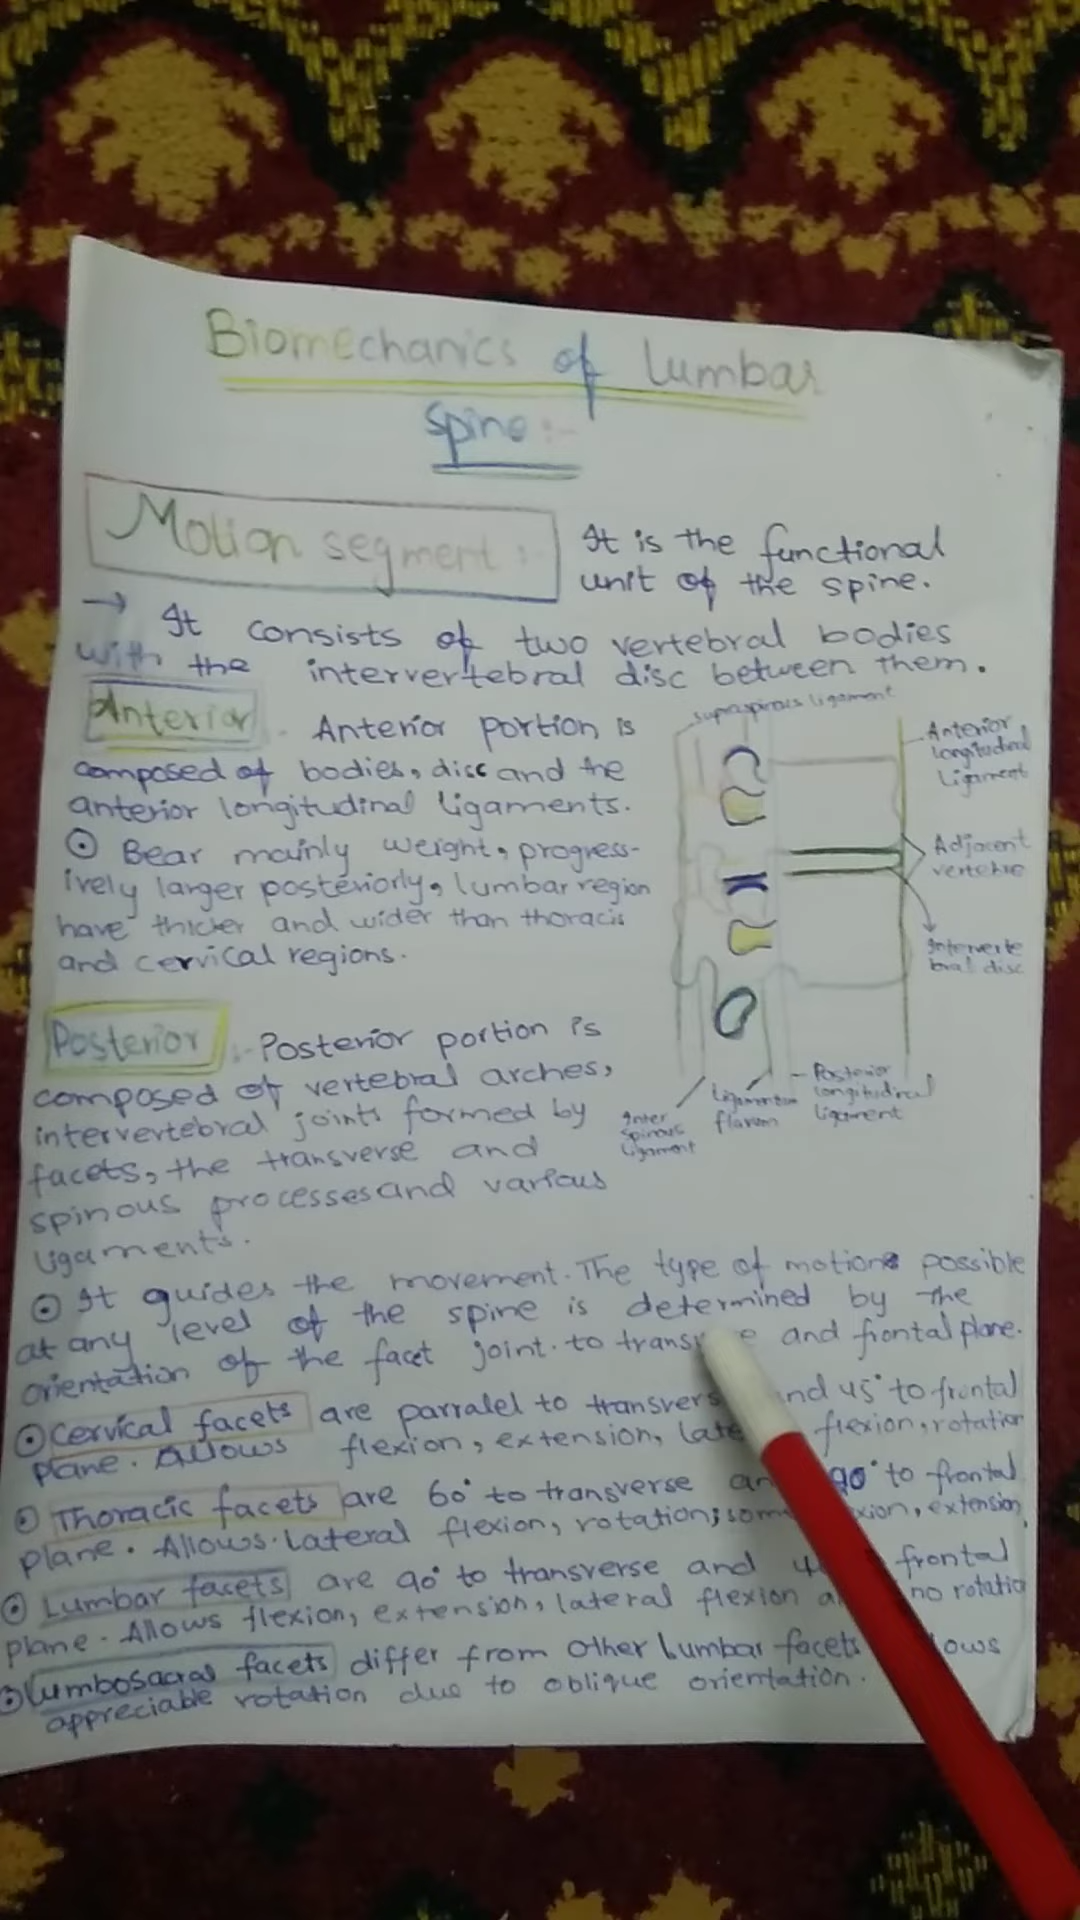 Biomechanics of lumbar
spine:-
Motion segment:-
It is the functional
unit of the spine.
→ It consists of two vertebral bodies
with the intervertebral disc between them.
Anterior :- Anterior portion is
composed of bodies, disc and the
anterior longitudinal ligaments.
⊙ Bear mainly weight, progress-
ively larger posteriorly, lumbar region
have thicker and wider than thoracic
and cervical regions.
supraspinous ligament
Anterior
longitudinal
Ligament
Adjacent
vertebrae
Interverte
bral disc
Posterior
longitudinal
ligament
Ligamentum
flavum
Inter
spinous
ligament
Posterior :- Posterior portion is
composed of vertebral arches,
intervertebral joints formed by
facets, the transverse and
spinous processes and various
ligaments.
⊙ It guides the movement. The type of motion possible
at any level of the spine is determined by the
orientation of the facet joint. to and frontal plane.
⊙ Cervical facets are parralel to 45° to frontal
plane. Allows flexion, extension, flexion, rotation
⊙ Thoracic facets are 60° to transverse 90° to frontal
plane. Allows. Lateral flexion, rotation; extension,
⊙ Lumbar facets are 90° to transverse and frontal
plane. Allows flexion, extension, lateral flexion no rotatio
⊙ lumbosacral facets differ from other lumbar facets
appreciable rotation due to oblique orientation.